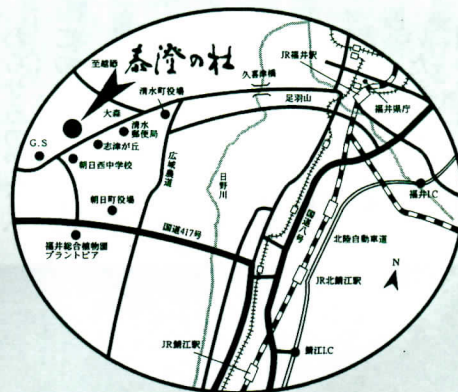 至越廼
泰澄の杜
JR福井駅
久喜津橋
清水町役場
足羽山
福井県庁
大森
清水
郵便局
G.S
志津が丘
朝日西中学校
広域農道
日野川
福井I.C
朝日町役場
国道417号
国道八号
北陸自動車道
福井総合植物園
プラントピア
N
JR北鯖江駅
JR鯖江駅
鯖江I.C